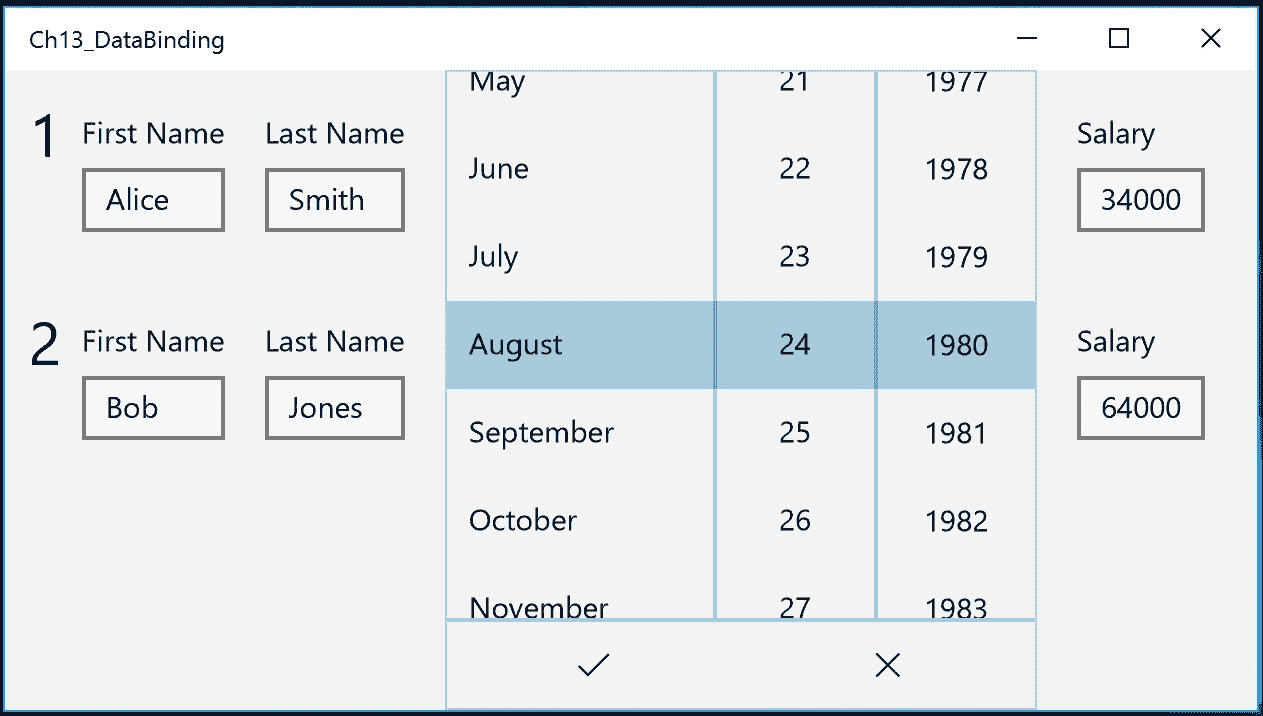 Ch13_DataBinding
1 First Name Last Name
Alice Smith
2 First Name Last Name
Bob Jones
May 21 1977
June 22 1978
July 23 1979
August 24 1980
September 25 1981
October 26 1982
November 27 1983
Salary
34000
Salary
64000